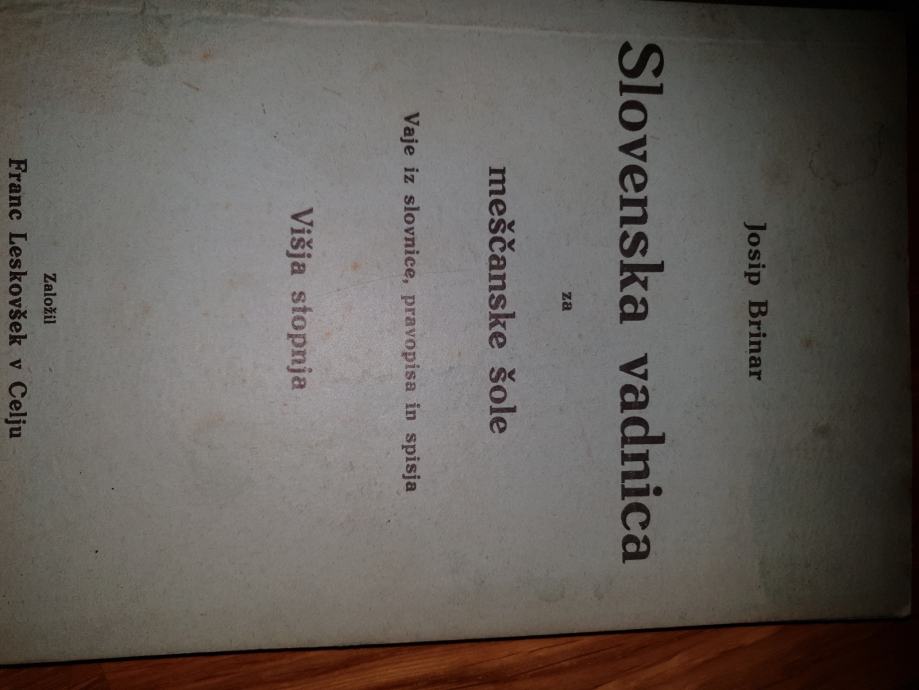 Josip Brinar
Slovenska vadnica
za
meščanske šole
Vaje iz slovnice, pravopisa in spisja
Višja stopnja
Založil
Franc Leskovšek v Celju